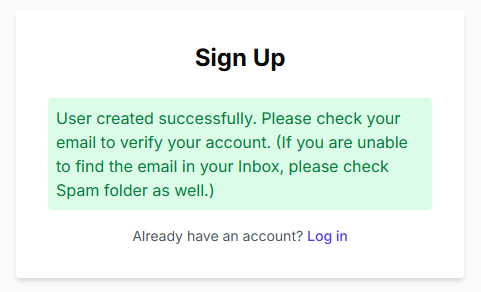 Sign Up
User created successfully. Please check your
email to verify your account. (If you are unable
to find the email in your Inbox, please check
Spam folder as well.)
Already have an account? Log in